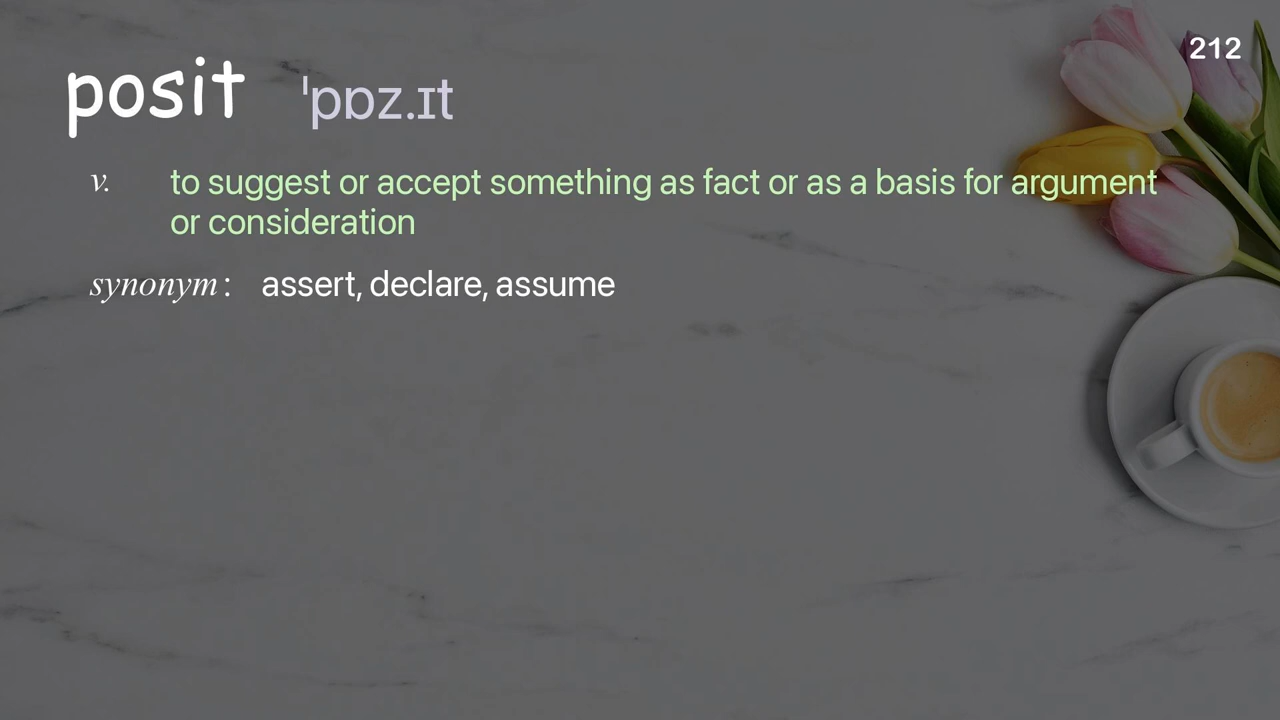 212
posit ˈpɒz.ɪt
v. to suggest or accept something as fact or as a basis for argument
or consideration
synonym: assert, declare, assume